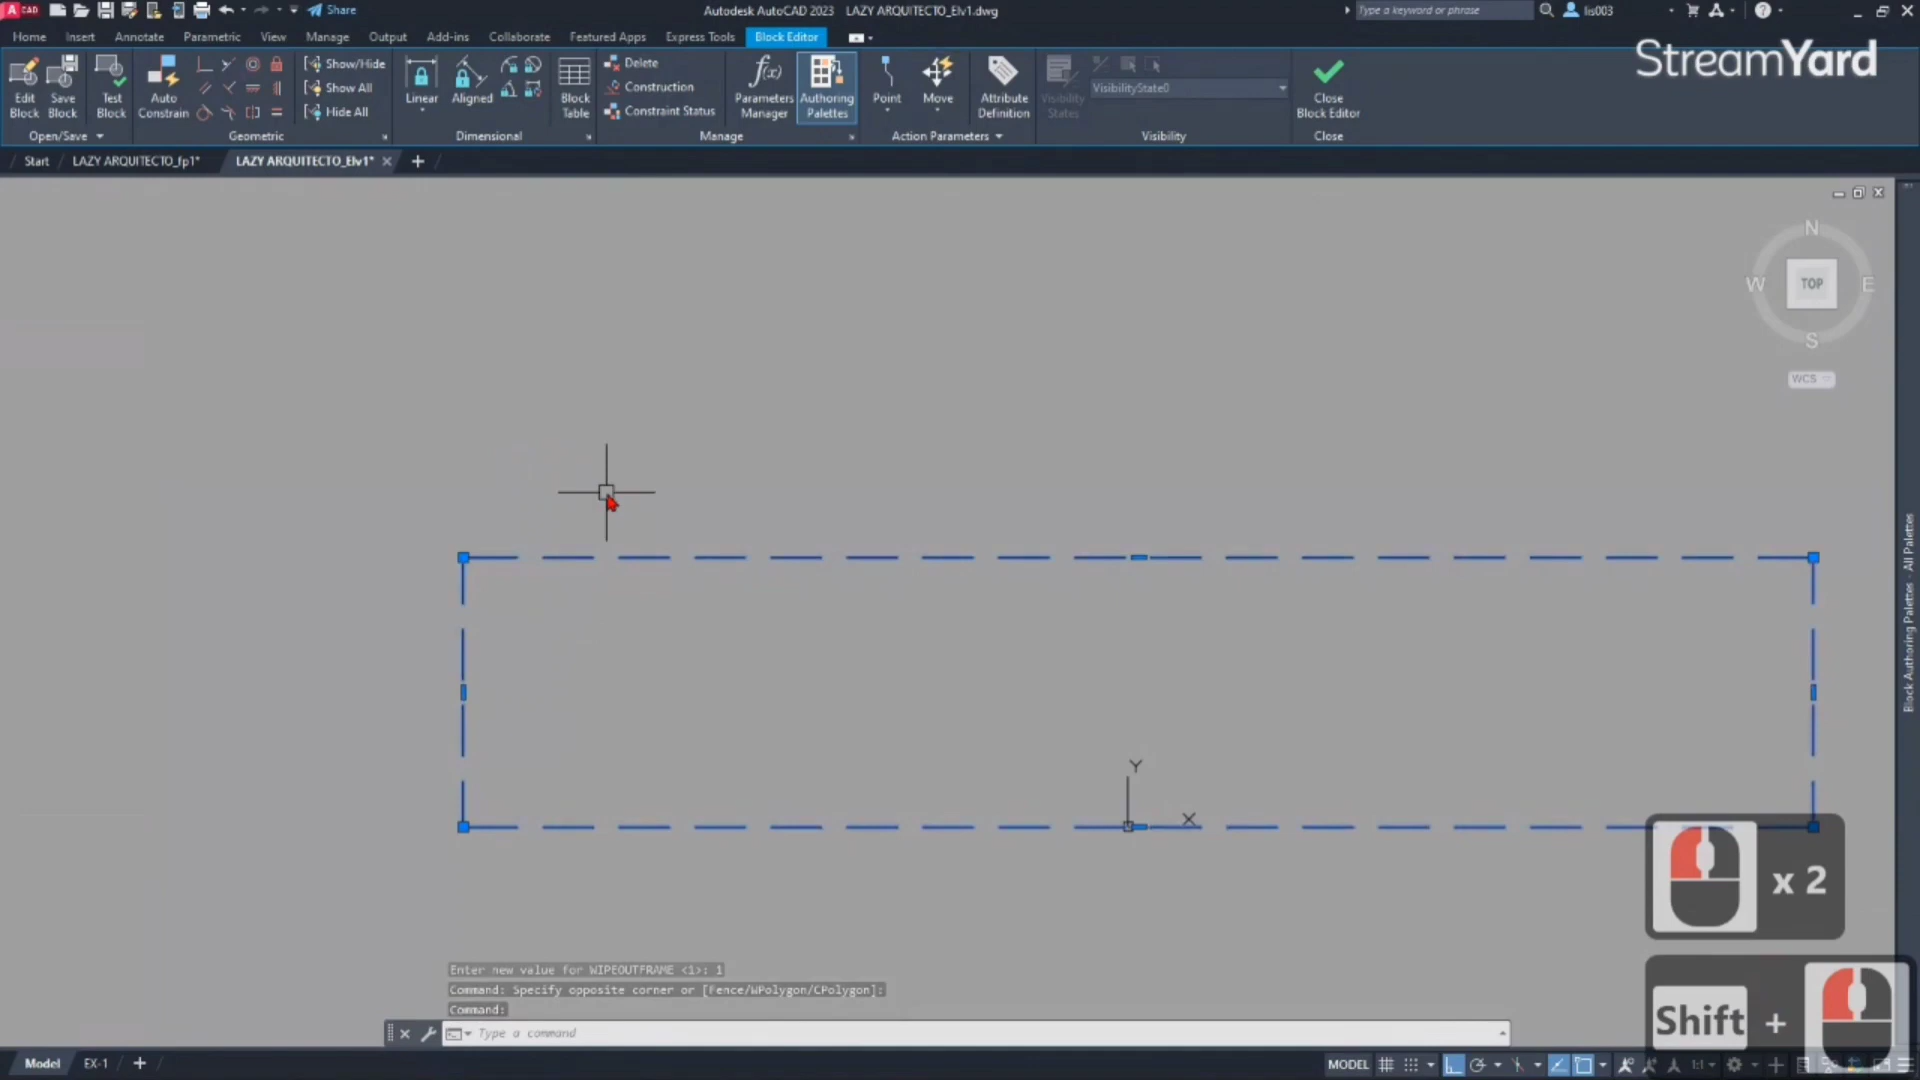 A CAD
Share
Autodesk AutoCAD 2023 LAZY ARQUITECTO_Elv1.dwg
Type a keyword or phrase
lis003
Home Insert Annotate Parametric View Manage Output Add-ins Collaborate Featured Apps Express Tools Block Editor
StreamYard
Edit Block
Save Block
Test Block
Auto Constrain
Show/Hide
Show All
Hide All
Linear
Aligned
Block Table
Delete
Construction
Constraint Status
Parameters Manager
Authoring Palettes
Point
Move
Attribute Definition
Visibility States
VisibilityState0
Close Block Editor
Open/Save
Geometric
Dimensional
Manage
Action Parameters
Visibility
Close
Start
LAZY ARQUITECTO_fp1*
LAZY ARQUITECTO_Elv1*
N
W
TOP
E
S
WCS
Block Authoring Palettes - All Palettes
Y
X
x 2
Enter new value for WIPEOUTFRAME <1>: 1
Command: Specify opposite corner or [Fence/WPolygon/CPolygon]:
Command:
Type a command
Shift +
Model
EX-1
MODEL
1:1